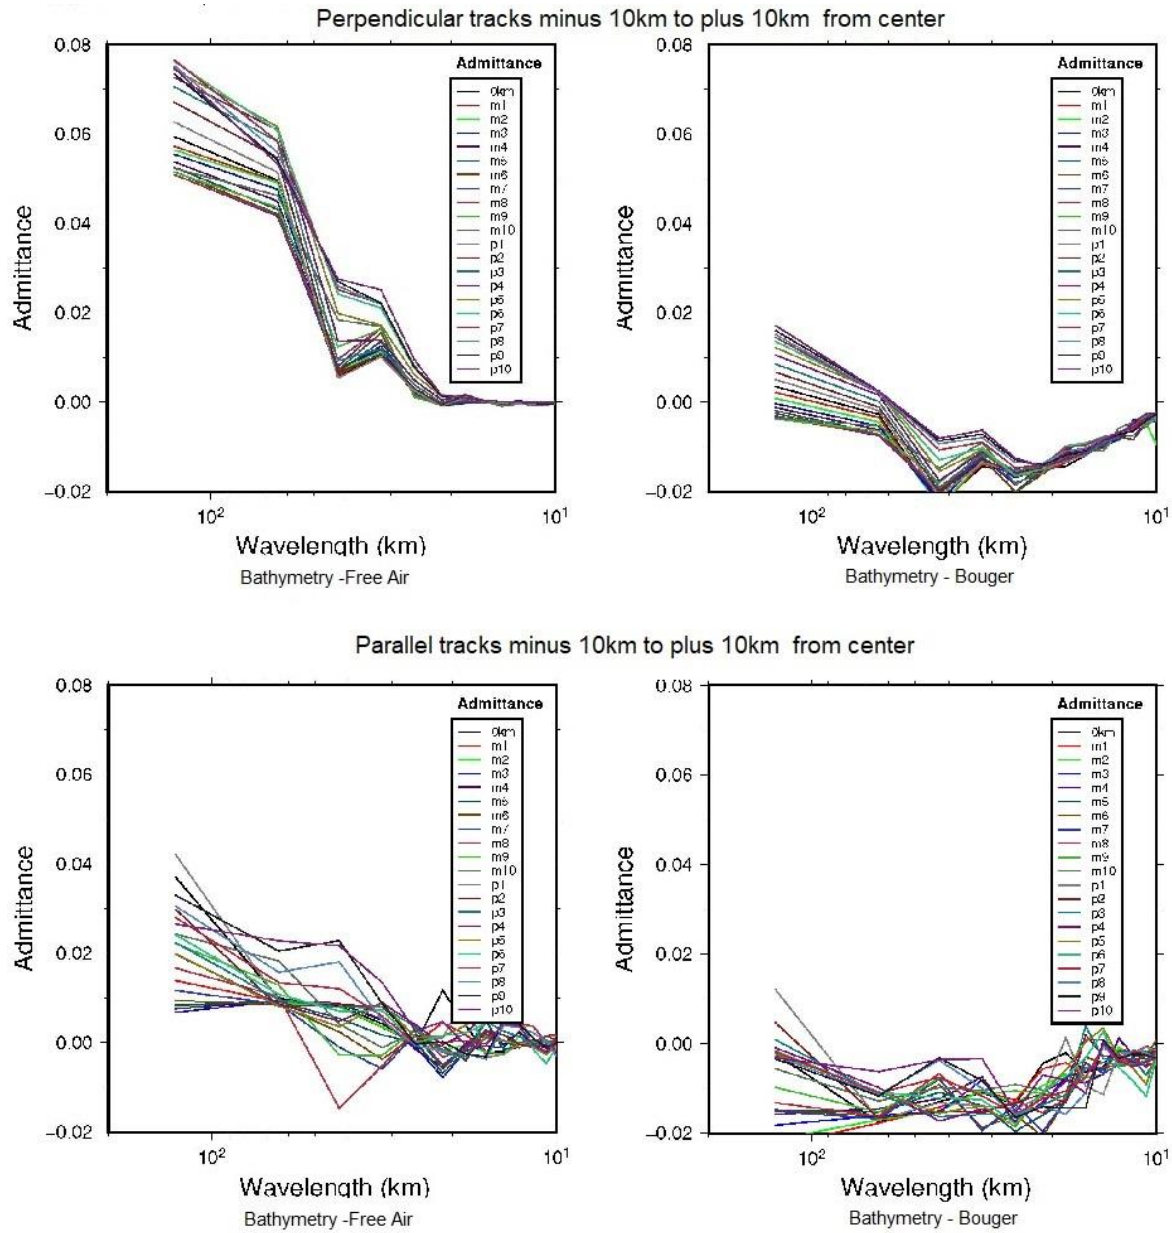 Perpendicular tracks minus 10km to plus 10km from center
0.08
0.06
0.04
0.02
0.00
−0.02
Admittance
Admittance
0km
m1
m2
m3
m4
m5
m6
m7
m8
m9
m10
p1
p2
p3
p4
p5
p6
p7
p8
p9
p10
10²
10¹
Wavelength (km)
Bathymetry -Free Air
0.08
0.06
0.04
0.02
0.00
−0.02
Admittance
Admittance
0km
m1
m2
m3
m4
m5
m6
m7
m8
m9
m10
p1
p2
p3
p4
p5
p6
p7
p8
p9
p10
10²
10¹
Wavelength (km)
Bathymetry - Bouger
Parallel tracks minus 10km to plus 10km from center
0.08
0.06
0.04
0.02
0.00
−0.02
Admittance
Admittance
0km
m1
m2
m3
m4
m5
m6
m7
m8
m9
m10
p1
p2
p3
p4
p5
p6
p7
p8
p9
p10
10²
10¹
Wavelength (km)
Bathymetry -Free Air
0.08
0.06
0.04
0.02
0.00
−0.02
Admittance
Admittance
0km
m1
m2
m3
m4
m5
m6
m7
m8
m9
m10
p1
p2
p3
p4
p5
p6
p7
p8
p9
p10
10²
10¹
Wavelength (km)
Bathymetry - Bouger